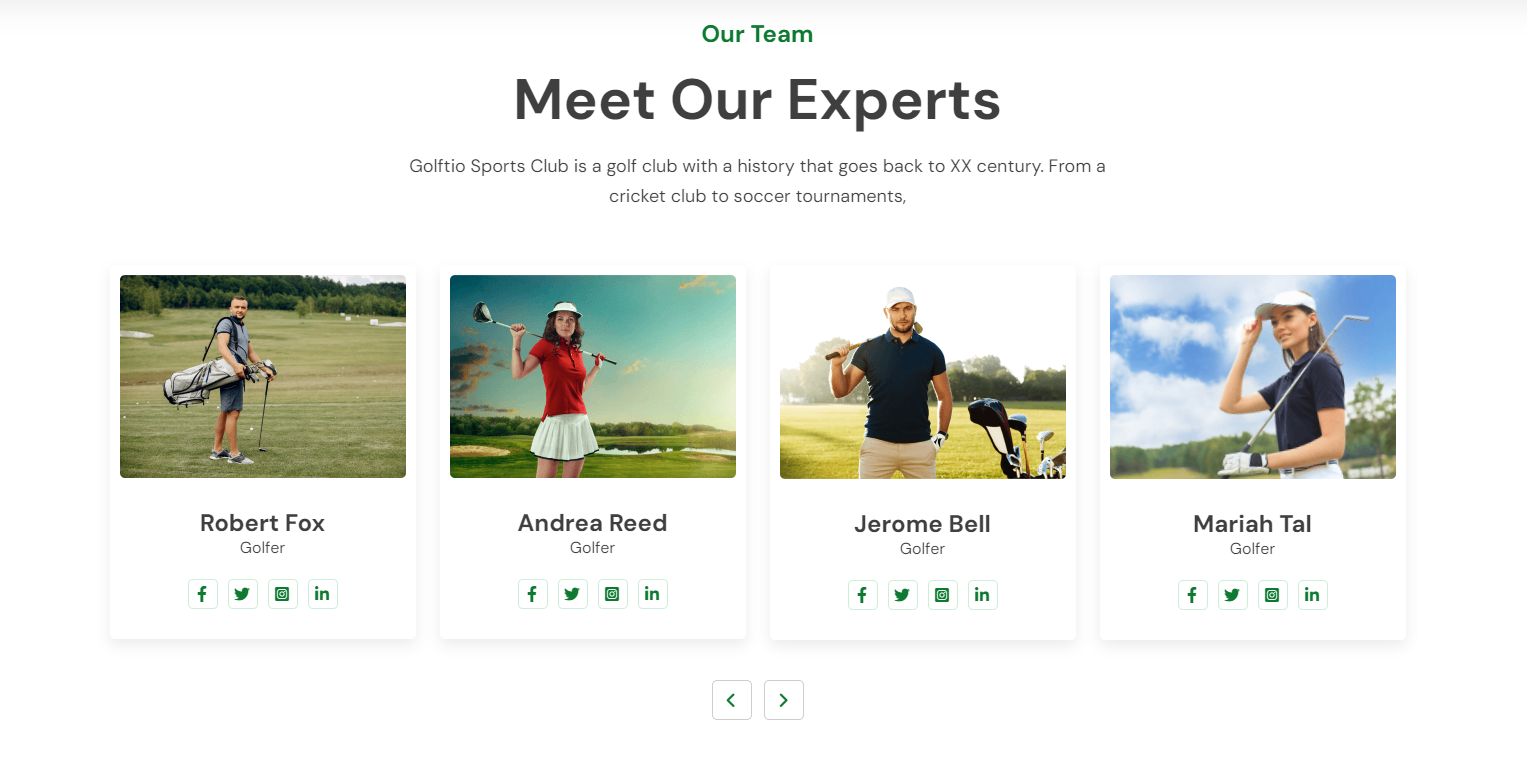 Our Team
Meet Our Experts
Golftio Sports Club is a golf club with a history that goes back to XX century. From a
cricket club to soccer tournaments,
Robert Fox
Golfer
Andrea Reed
Golfer
Jerome Bell
Golfer
Mariah Tal
Golfer